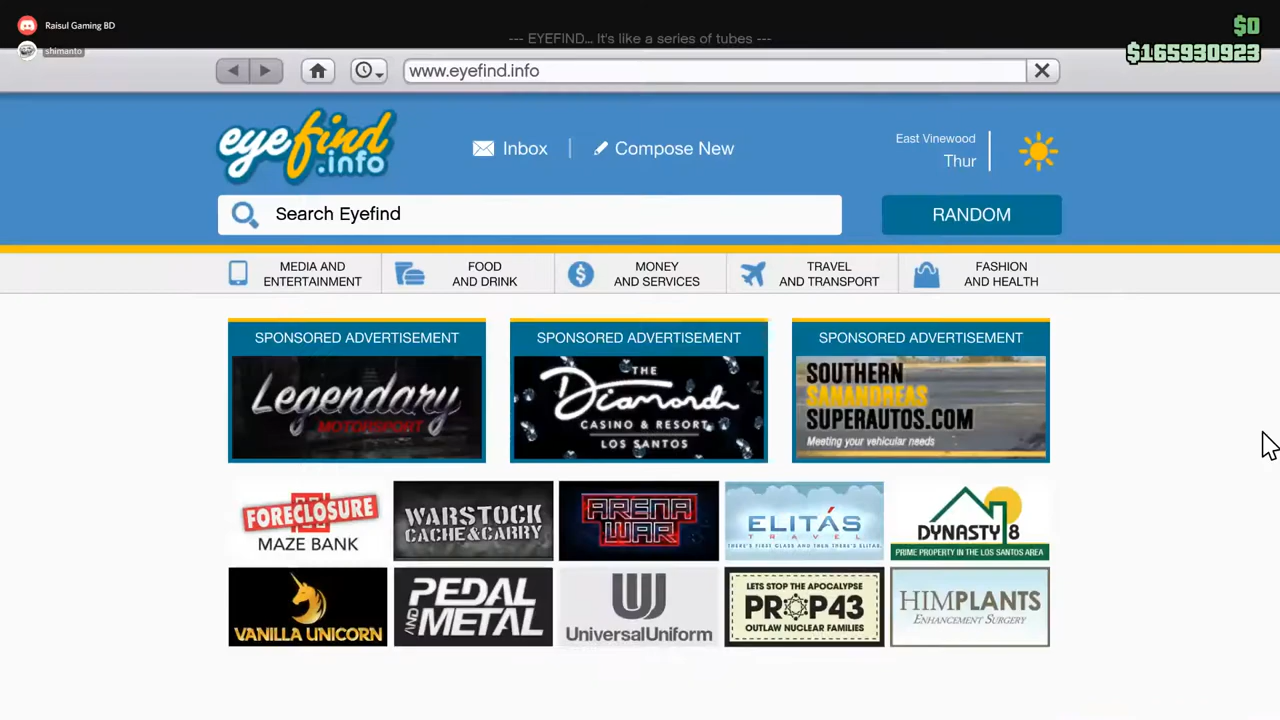 Raisul Gaming BD
shimanto
--- EYEFIND... It's like a series of tubes ---
$0
$165930923
www.eyefind.info
eyefind
.info
Inbox
Compose New
East Vinewood
Thur
Search Eyefind
RANDOM
MEDIA AND
ENTERTAINMENT
FOOD
AND DRINK
MONEY
AND SERVICES
TRAVEL
AND TRANSPORT
FASHION
AND HEALTH
SPONSORED ADVERTISEMENT
Legendary
MOTORSPORT
SPONSORED ADVERTISEMENT
THE
Diamond
CASINO & RESORT
LOS SANTOS
SPONSORED ADVERTISEMENT
SOUTHERN
SANANDREAS
SUPERAUTOS.COM
Meeting your vehicular needs
FORECLOSURE
MAZE BANK
WARSTOCK
CACHE&CARRY
ARENA
WAR
ELITÁS
TRAVEL
THERE'S FIRST CLASS AND THEN THERE'S ELITÁS.
DYNASTY 8
PRIME PROPERTY IN THE LOS SANTOS AREA
VANILLA UNICORN
PEDAL
AND METAL
UniversalUniform
LETS STOP THE APOCALYPSE
PROP43
OUTLAW NUCLEAR FAMILIES
HIMPLANTS
ENHANCEMENT SURGERY